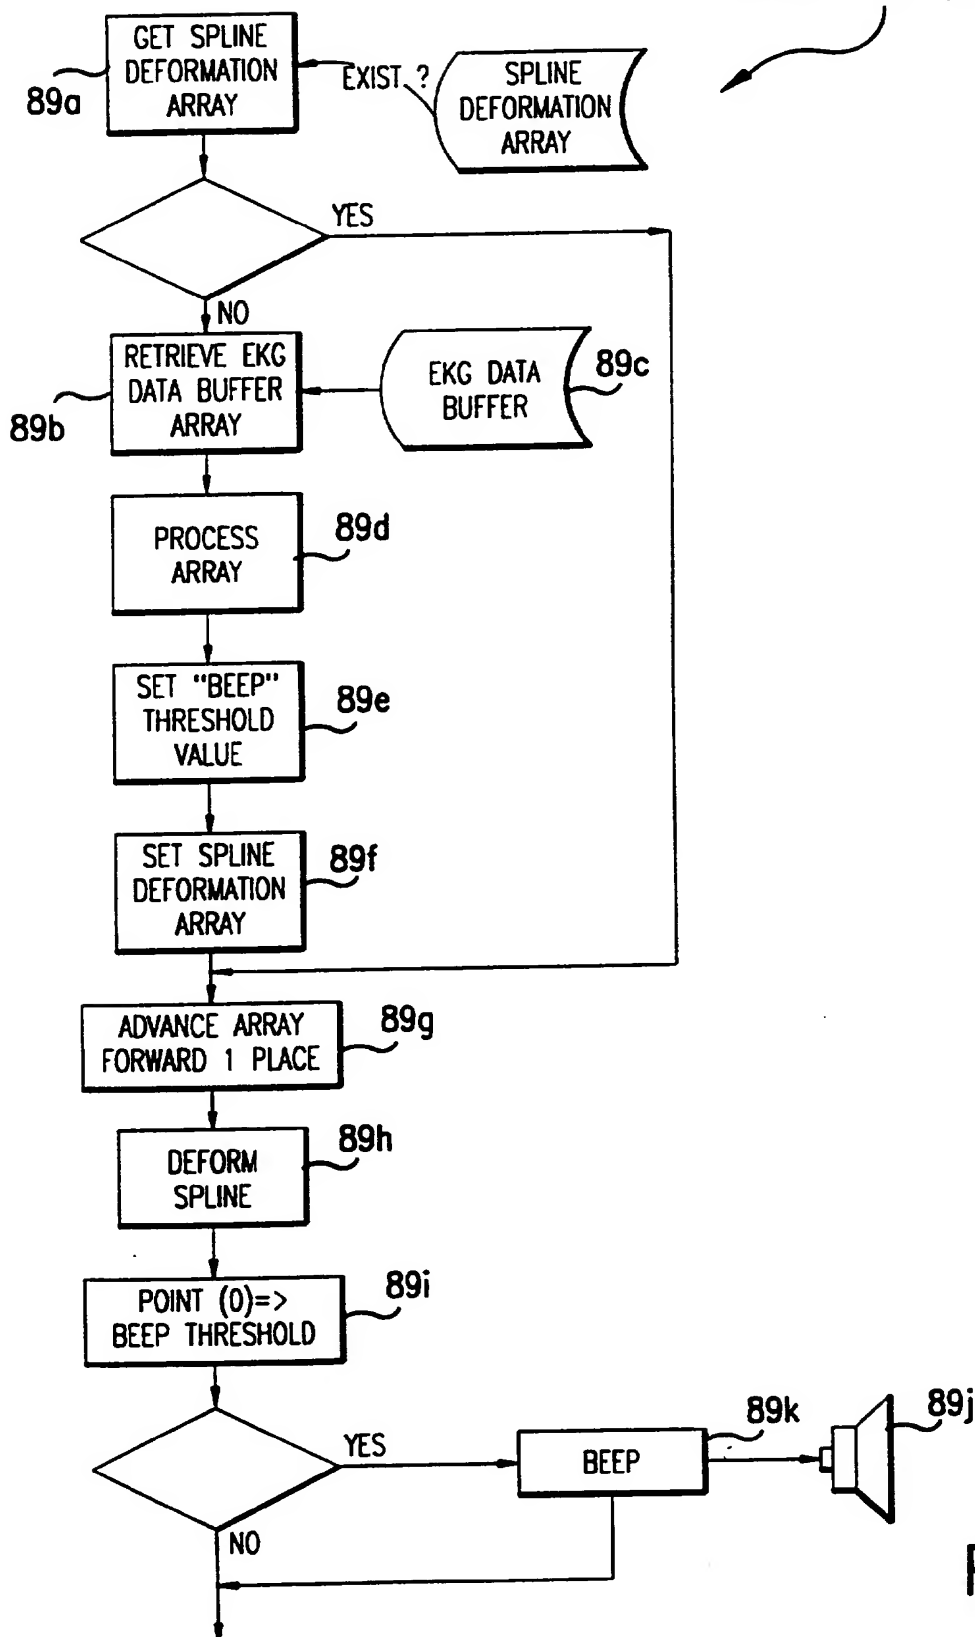 GET SPLINE
DEFORMATION
ARRAY
89a
EXIST.?
SPLINE
DEFORMATION
ARRAY
YES
NO
RETRIEVE EKG
DATA BUFFER
ARRAY
89b
EKG DATA
BUFFER
89c
PROCESS
ARRAY
89d
SET "BEEP"
THRESHOLD
VALUE
89e
SET SPLINE
DEFORMATION
ARRAY
89f
ADVANCE ARRAY
FORWARD 1 PLACE
89g
DEFORM
SPLINE
89h
POINT (0)=>
BEEP THRESHOLD
89i
YES
BEEP
89k
89j
NO